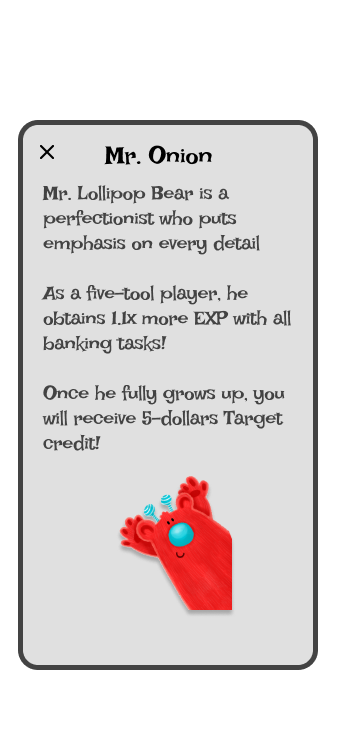 Mr. Onion
Mr. Lollipop Bear is a
perfectionist who puts
emphasis on every detail
As a five-tool player, he
obtains 1.1x more EXP with all
banking tasks!
Once he fully grows up, you
will receive 5-dollars Target
credit!